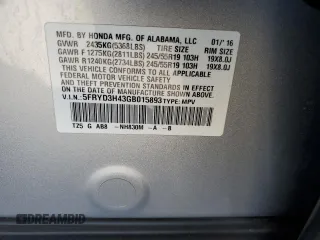 MFD. BY HONDA MFG. OF ALABAMA, LLC. 01/'16
GVWR 2435KG(5368LBS) TIRE SIZE RIM SIZE
GAWR F 1275KG(2811LBS) 245/55R19 103H 19X8.0J
GAWR R 1240KG(2734LBS) 245/55R19 103H 19X8.0J
THIS VEHICLE CONFORMS TO ALL APPLICABLE
FEDERAL MOTOR VEHICLE SAFETY, BUMPER,
AND THEFT PREVENTION STANDARDS IN EFFECT ON THE DATE
OF MANUFACTURE SHOWN ABOVE.
V.I.N.: 5FRYD3H43GB015893 TYPE: MPV
TZ5 G AB8 -NH830M -A -B
DREAMBID